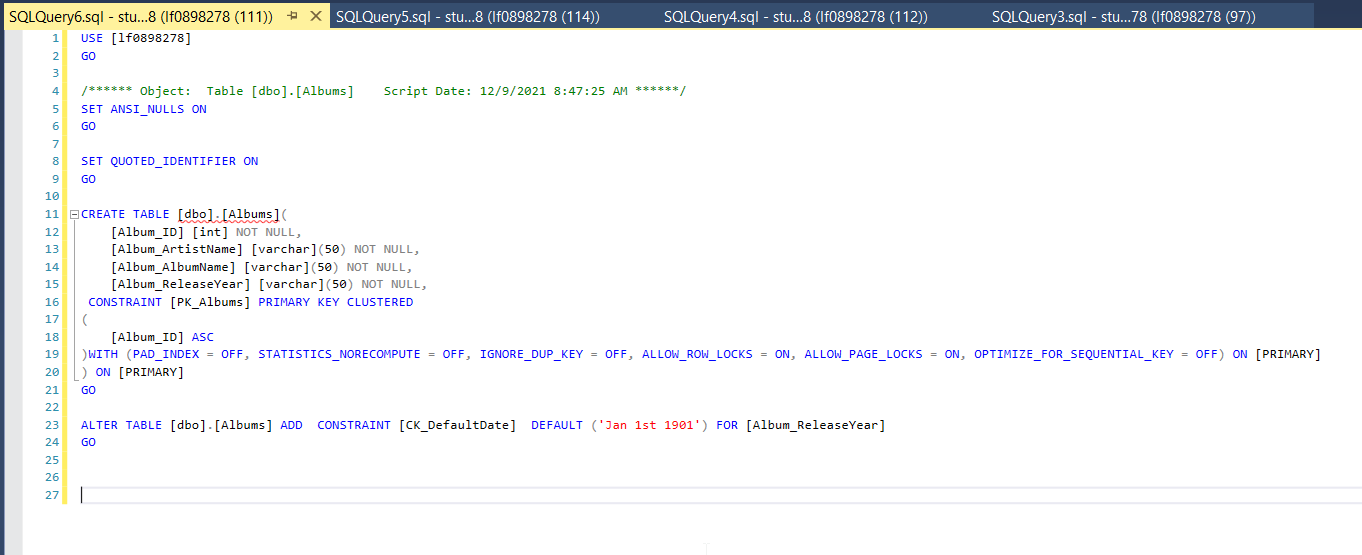 SQLQuery6.sql - stu...8 (lf0898278 (111)) SQLQuery5.sql - stu...8 (lf0898278 (114)) SQLQuery4.sql - stu...8 (lf0898278 (112)) SQLQuery3.sql - stu...78 (lf0898278 (97))
1 USE [lf0898278]
2 GO
3
4 /****** Object:  Table [dbo].[Albums]    Script Date: 12/9/2021 8:47:25 AM ******/
5 SET ANSI_NULLS ON
6 GO
7
8 SET QUOTED_IDENTIFIER ON
9 GO
10
11 CREATE TABLE [dbo].[Albums](
12     [Album_ID] [int] NOT NULL,
13     [Album_ArtistName] [varchar](50) NOT NULL,
14     [Album_AlbumName] [varchar](50) NOT NULL,
15     [Album_ReleaseYear] [varchar](50) NOT NULL,
16  CONSTRAINT [PK_Albums] PRIMARY KEY CLUSTERED
17 (
18     [Album_ID] ASC
19 )WITH (PAD_INDEX = OFF, STATISTICS_NORECOMPUTE = OFF, IGNORE_DUP_KEY = OFF, ALLOW_ROW_LOCKS = ON, ALLOW_PAGE_LOCKS = ON, OPTIMIZE_FOR_SEQUENTIAL_KEY = OFF) ON [PRIMARY]
20 ) ON [PRIMARY]
21 GO
22
23 ALTER TABLE [dbo].[Albums] ADD  CONSTRAINT [CK_DefaultDate]  DEFAULT ('Jan 1st 1901') FOR [Album_ReleaseYear]
24 GO
25
26
27